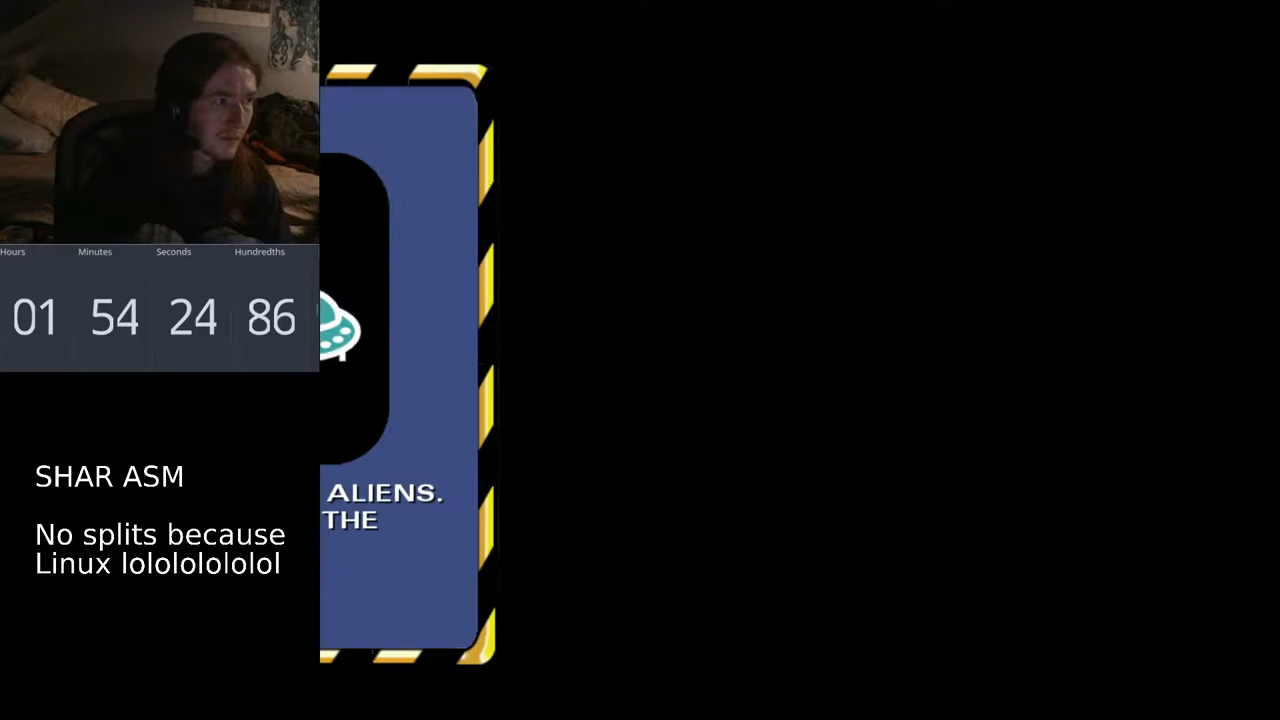 Hours Minutes Seconds Hundredths
01 54 24 86
SHAR ASM
No splits because
Linux lolololololol
ALIENS.
THE